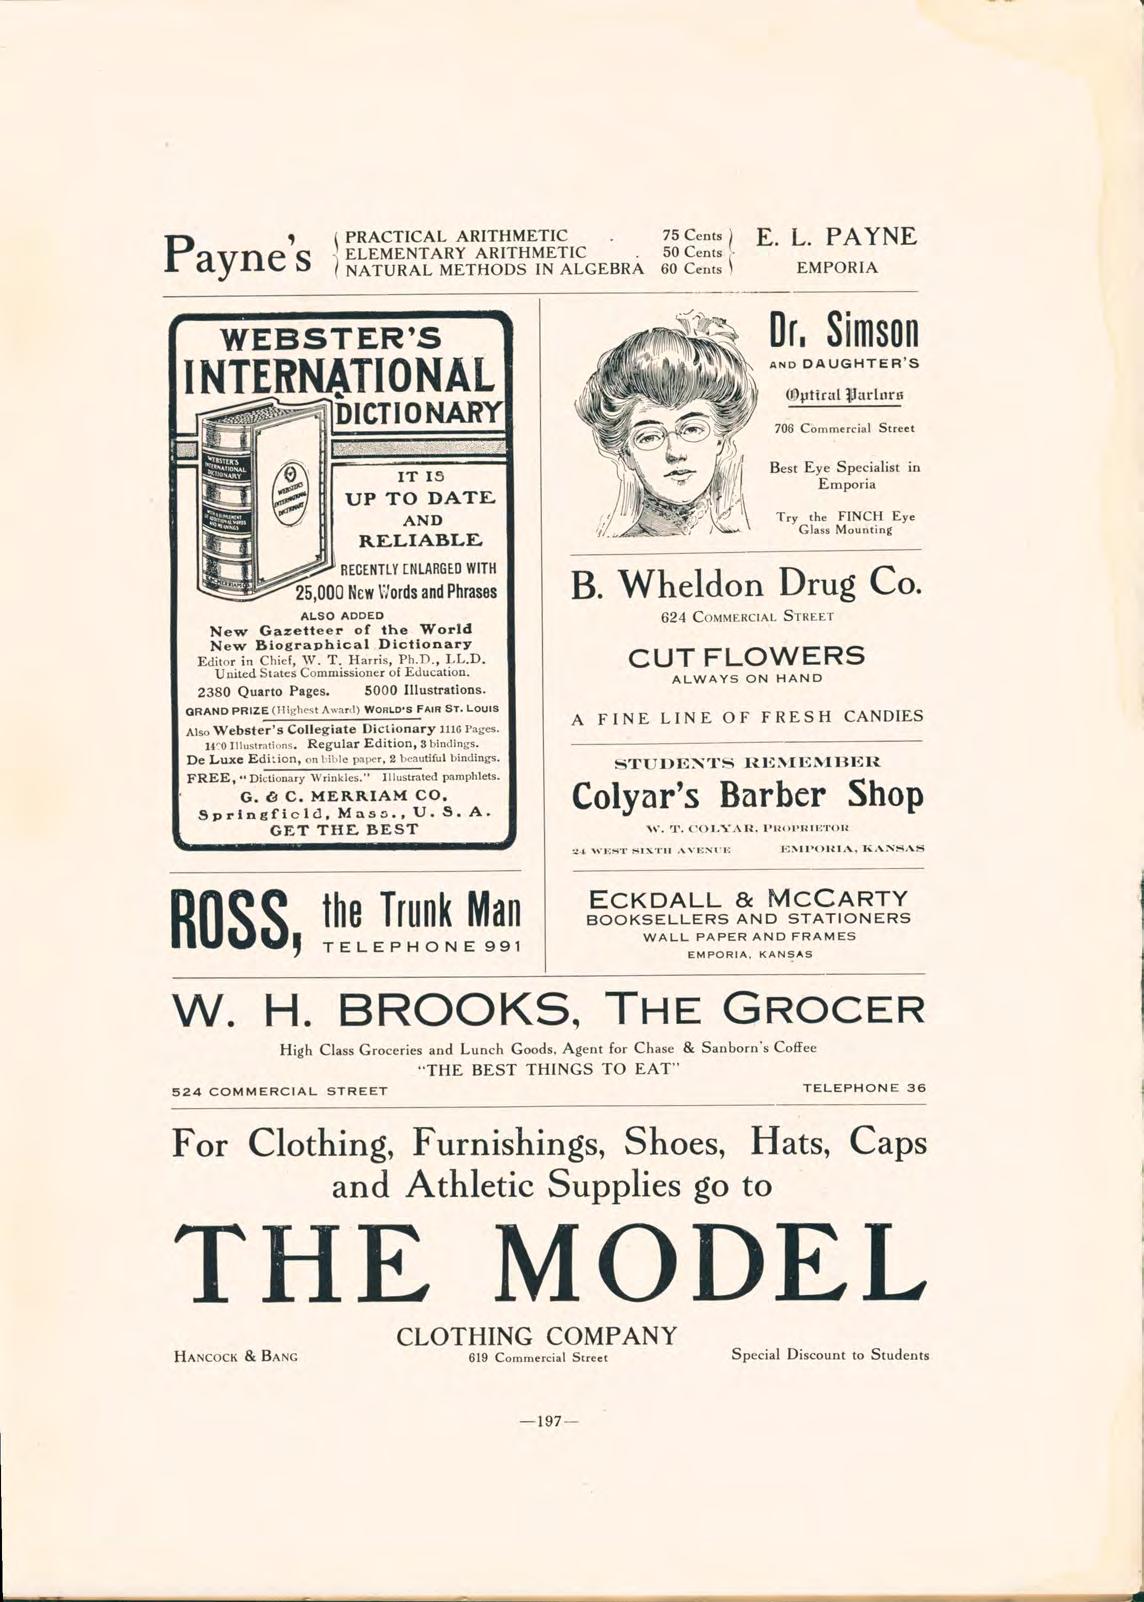 Payne's
PRACTICAL ARITHMETIC . 75 Cents
ELEMENTARY ARITHMETIC . 50 Cents
NATURAL METHODS IN ALGEBRA 60 Cents
E. L. PAYNE
EMPORIA
WEBSTER'S
INTERNATIONAL
DICTIONARY
WEBSTER'S
INTERNATIONAL
DICTIONARY
WEBSTER'S
INTERNATIONAL
DICTIONARY
IT IS
UP TO DATE
AND
RELIABLE
RECENTLY ENLARGED WITH
25,000 New Words and Phrases
ALSO ADDED
New Gazetteer of the World
New Biographical Dictionary
Editor in Chief, W. T. Harris, Ph.D., LL.D.
United States Commissioner of Education.
2380 Quarto Pages. 5000 Illustrations.
GRAND PRIZE (Highest Award) WORLD'S FAIR ST. LOUIS
Also Webster's Collegiate Dictionary 1116 Pages.
1400 Illustrations. Regular Edition, 3 bindings.
De Luxe Edition, on bible paper, 2 beautiful bindings.
FREE, "Dictionary Wrinkles." Illustrated pamphlets.
G. & C. MERRIAM CO.
Springfield, Mass., U. S. A.
GET THE BEST
ROSS, the Trunk Man
TELEPHONE 991
Dr. Simson
AND DAUGHTER'S
Optical Parlors
706 Commercial Street
Best Eye Specialist in
Emporia
Try the FINCH Eye
Glass Mounting
B. Wheldon Drug Co.
624 COMMERCIAL STREET
CUT FLOWERS
ALWAYS ON HAND
A FINE LINE OF FRESH CANDIES
STUDENTS REMEMBER
Colyar's Barber Shop
W. T. COLYAR, PROPRIETOR
24 WEST SIXTH AVENUE EMPORIA, KANSAS
ECKDALL & MCCARTY
BOOKSELLERS AND STATIONERS
WALL PAPER AND FRAMES
EMPORIA, KANSAS
W. H. BROOKS, THE GROCER
High Class Groceries and Lunch Goods, Agent for Chase & Sanborn's Coffee
"THE BEST THINGS TO EAT"
524 COMMERCIAL STREET TELEPHONE 36
For Clothing, Furnishings, Shoes, Hats, Caps
and Athletic Supplies go to
THE MODEL
CLOTHING COMPANY
HANCOCK & BANG 619 Commercial Street Special Discount to Students
—197—